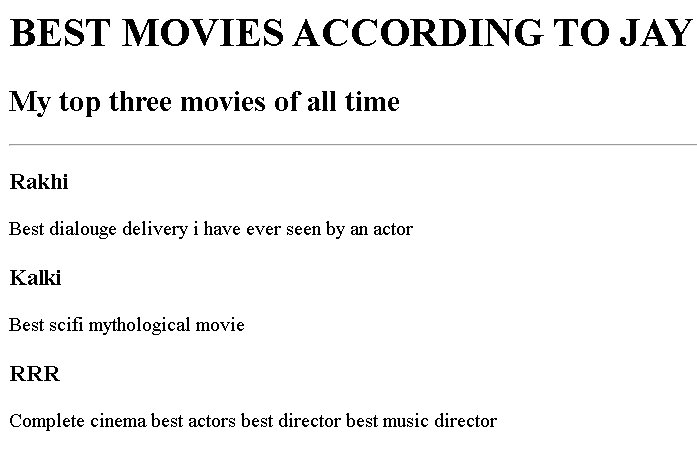 BEST MOVIES ACCORDING TO JAY
My top three movies of all time
Rakhi
Best dialouge delivery i have ever seen by an actor
Kalki
Best scifi mythological movie
RRR
Complete cinema best actors best director best music director